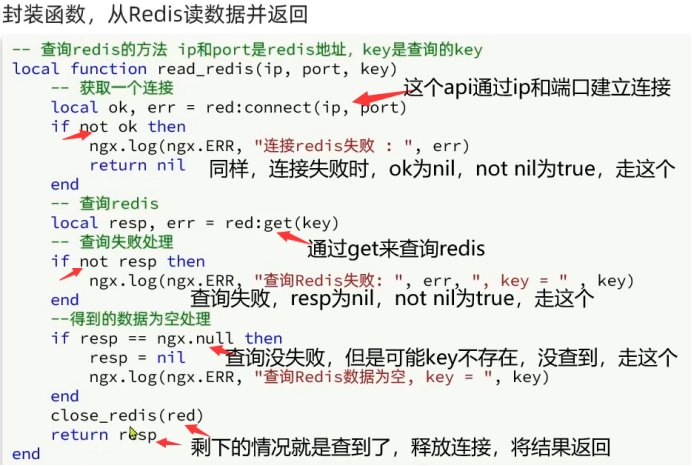 封装函数，从Redis读数据并返回
-- 查询redis的方法 ip和port是redis地址，key是查询的key
local function read_redis(ip, port, key)
-- 获取一个连接
这个api通过ip和端口建立连接
local ok, err = red:connect(ip, port)
if not ok then
ngx.log(ngx.ERR, "连接redis失败 : ", err)
return nil
同样，连接失败时，ok为nil，not nil为true，走这个
end
-- 查询redis
local resp, err = red:get(key)
-- 查询失败处理
通过get来查询redis
if not resp then
ngx.log(ngx.ERR, "查询Redis失败: ", err, ", key = " , key)
end
查询失败，resp为nil，not nil为true，走这个
--得到的数据为空处理
if resp == ngx.null then
resp = nil
查询没失败，但是可能key不存在，没查到，走这个
ngx.log(ngx.ERR, "查询Redis数据为空, key = ", key)
end
close_redis(red)
return resp
剩下的情况就是查到了，释放连接，将结果返回
end